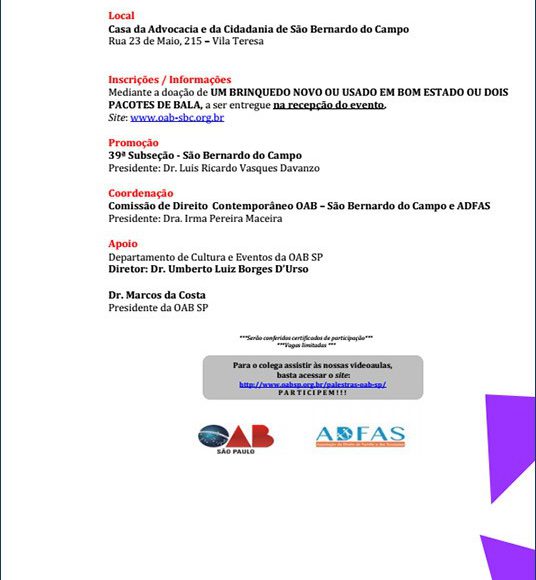 Local
Casa da Advocacia e da Cidadania de São Bernardo do Campo
Rua 23 de Maio, 215 – Vila Teresa
Inscrições / Informações
Mediante a doação de UM BRINQUEDO NOVO OU USADO EM BOM ESTADO OU DOIS
PACOTES DE BALA, a ser entregue na recepção do evento.
Site: www.oab-sbc.org.br
Promoção
39ª Subseção - São Bernardo do Campo
Presidente: Dr. Luis Ricardo Vasques Davanzo
Coordenação
Comissão de Direito Contemporâneo OAB – São Bernardo do Campo e ADFAS
Presidente: Dra. Irma Pereira Maceira
Apoio
Departamento de Cultura e Eventos da OAB SP
Diretor: Dr. Umberto Luiz Borges D'Urso
Dr. Marcos da Costa
Presidente da OAB SP
***Serão conferidos certificados de participação***
***Vagas limitadas ***
Para o colega assistir às nossas videoaulas,
basta acessar o site:
http://www.oabsp.org.br/palestras-oab-sp/
P A R T I C I P E M ! ! !
OAB
SÃO PAULO
ADFAS